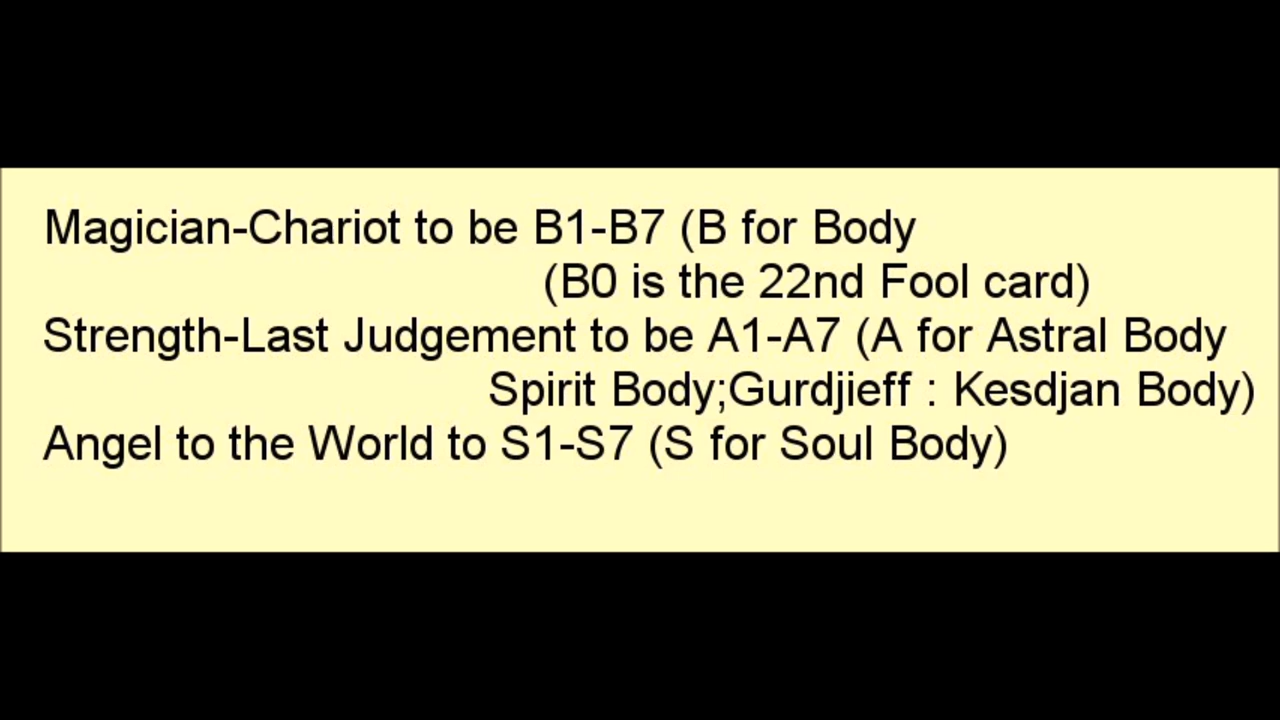 Magician-Chariot to be B1-B7 (B for Body
(B0 is the 22nd Fool card)
Strength-Last Judgement to be A1-A7 (A for Astral Body
Spirit Body;Gurdjieff : Kesdjan Body)
Angel to the World to S1-S7 (S for Soul Body)